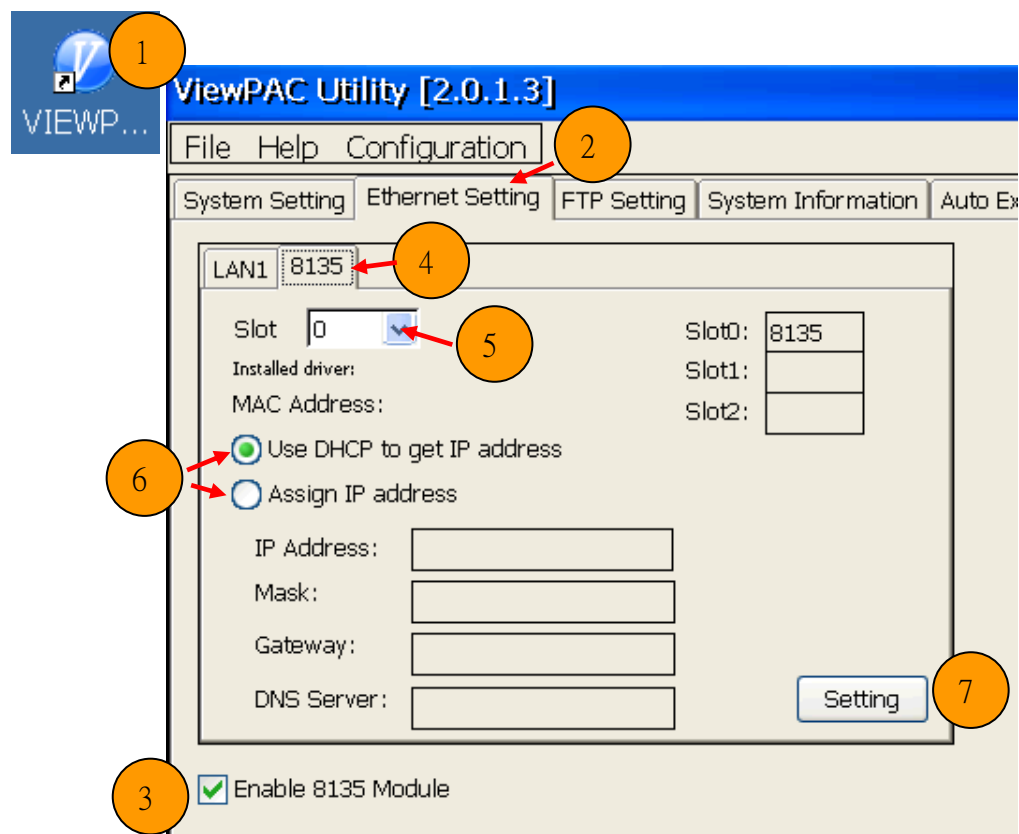 1
VIEWP...
ViewPAC Utility [2.0.1.3]
File Help Configuration
2
System Setting
Ethernet Setting
FTP Setting
System Information
Auto Ex
LAN1
8135
4
Slot
0
5
Slot0:
8135
Installed driver:
Slot1:
MAC Address:
Slot2:
6
Use DHCP to get IP address
Assign IP address
IP Address:
Mask:
Gateway:
DNS Server:
Setting
7
3
Enable 8135 Module